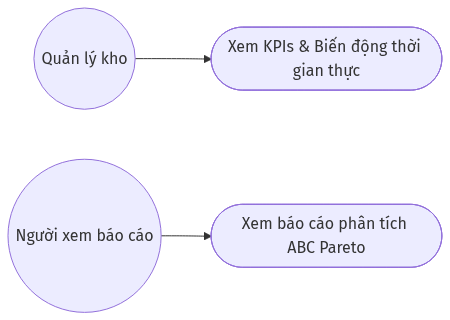 Quản lý kho
Xem KPIs & Biến động thời
gian thực
Người xem báo cáo
Xem báo cáo phân tích
ABC Pareto